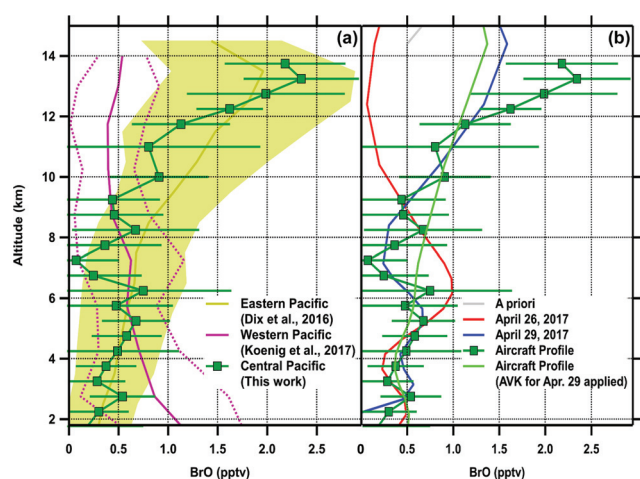 (a)
(b)
14
12
10
8
6
4
2
Altitude (km)
Eastern Pacific
(Dix et al., 2016)
Western Pacific
(Koenig et al., 2017)
Central Pacific
(This work)
A priori
April 26, 2017
April 29, 2017
Aircraft Profile
Aircraft Profile
(AVK for Apr. 29 applied)
0 0.5 1.0 1.5 2.0 2.5
0 0.5 1.0 1.5 2.0 2.5
BrO (pptv)
BrO (pptv)